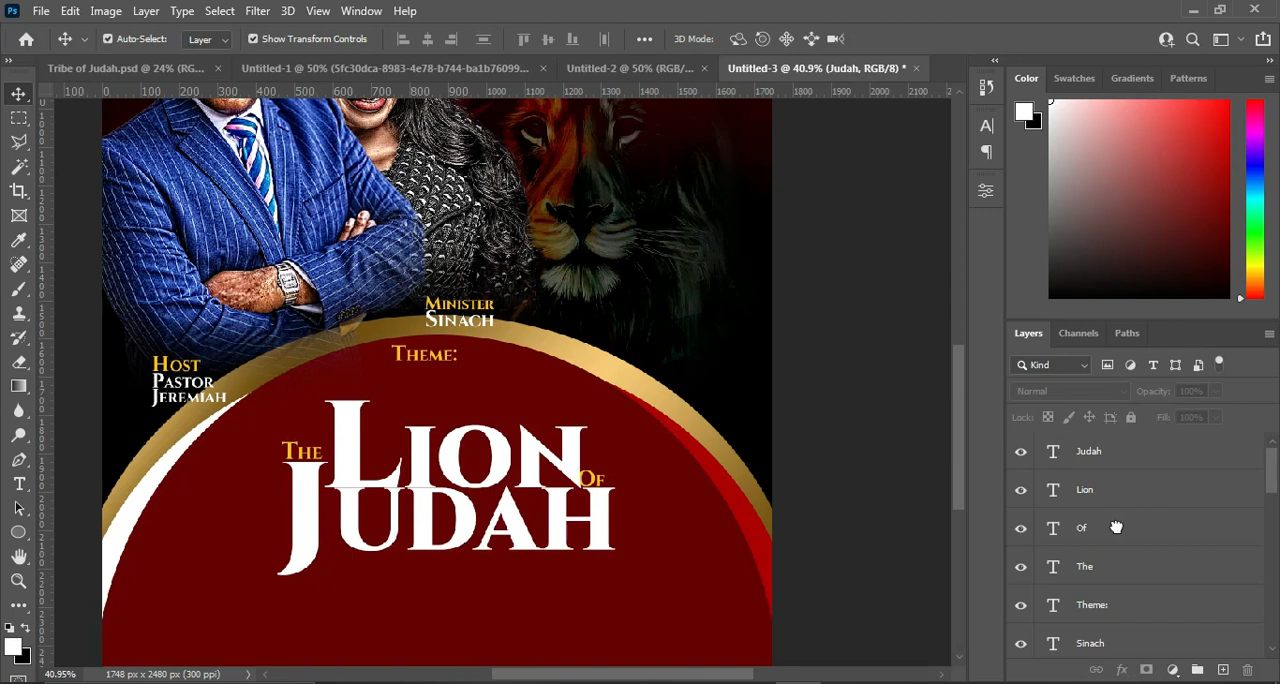 Ps File Edit Image Layer Type Select Filter 3D View Window Help
Auto-Select: Layer Show Transform Controls 3D Mode:
Tribe of Judah.psd @ 24% (RG... Untitled-1 @ 50% (5fc30dca-8983-4e78-b744-ba1b76099... Untitled-2 @ 50% (RGB/... Untitled-3 @ 40.9% (Judah, RGB/8) *
100 0 100 200 300 400 500 600 700 800 900 1000 1100 1200 1300 1400 1500 1600 1700 1800 1900 2000 2100
Color Swatches Gradients Patterns
Minister
Sinach
Theme:
Host
Pastor
Jeremiah
The Lion Of
Judah
Layers Channels Paths
Kind
Normal Opacity: 100%
Lock: Fill: 100%
Judah
Lion
Of
The
Theme:
Sinach
40.95% 1748 px x 2480 px (300 ppi)